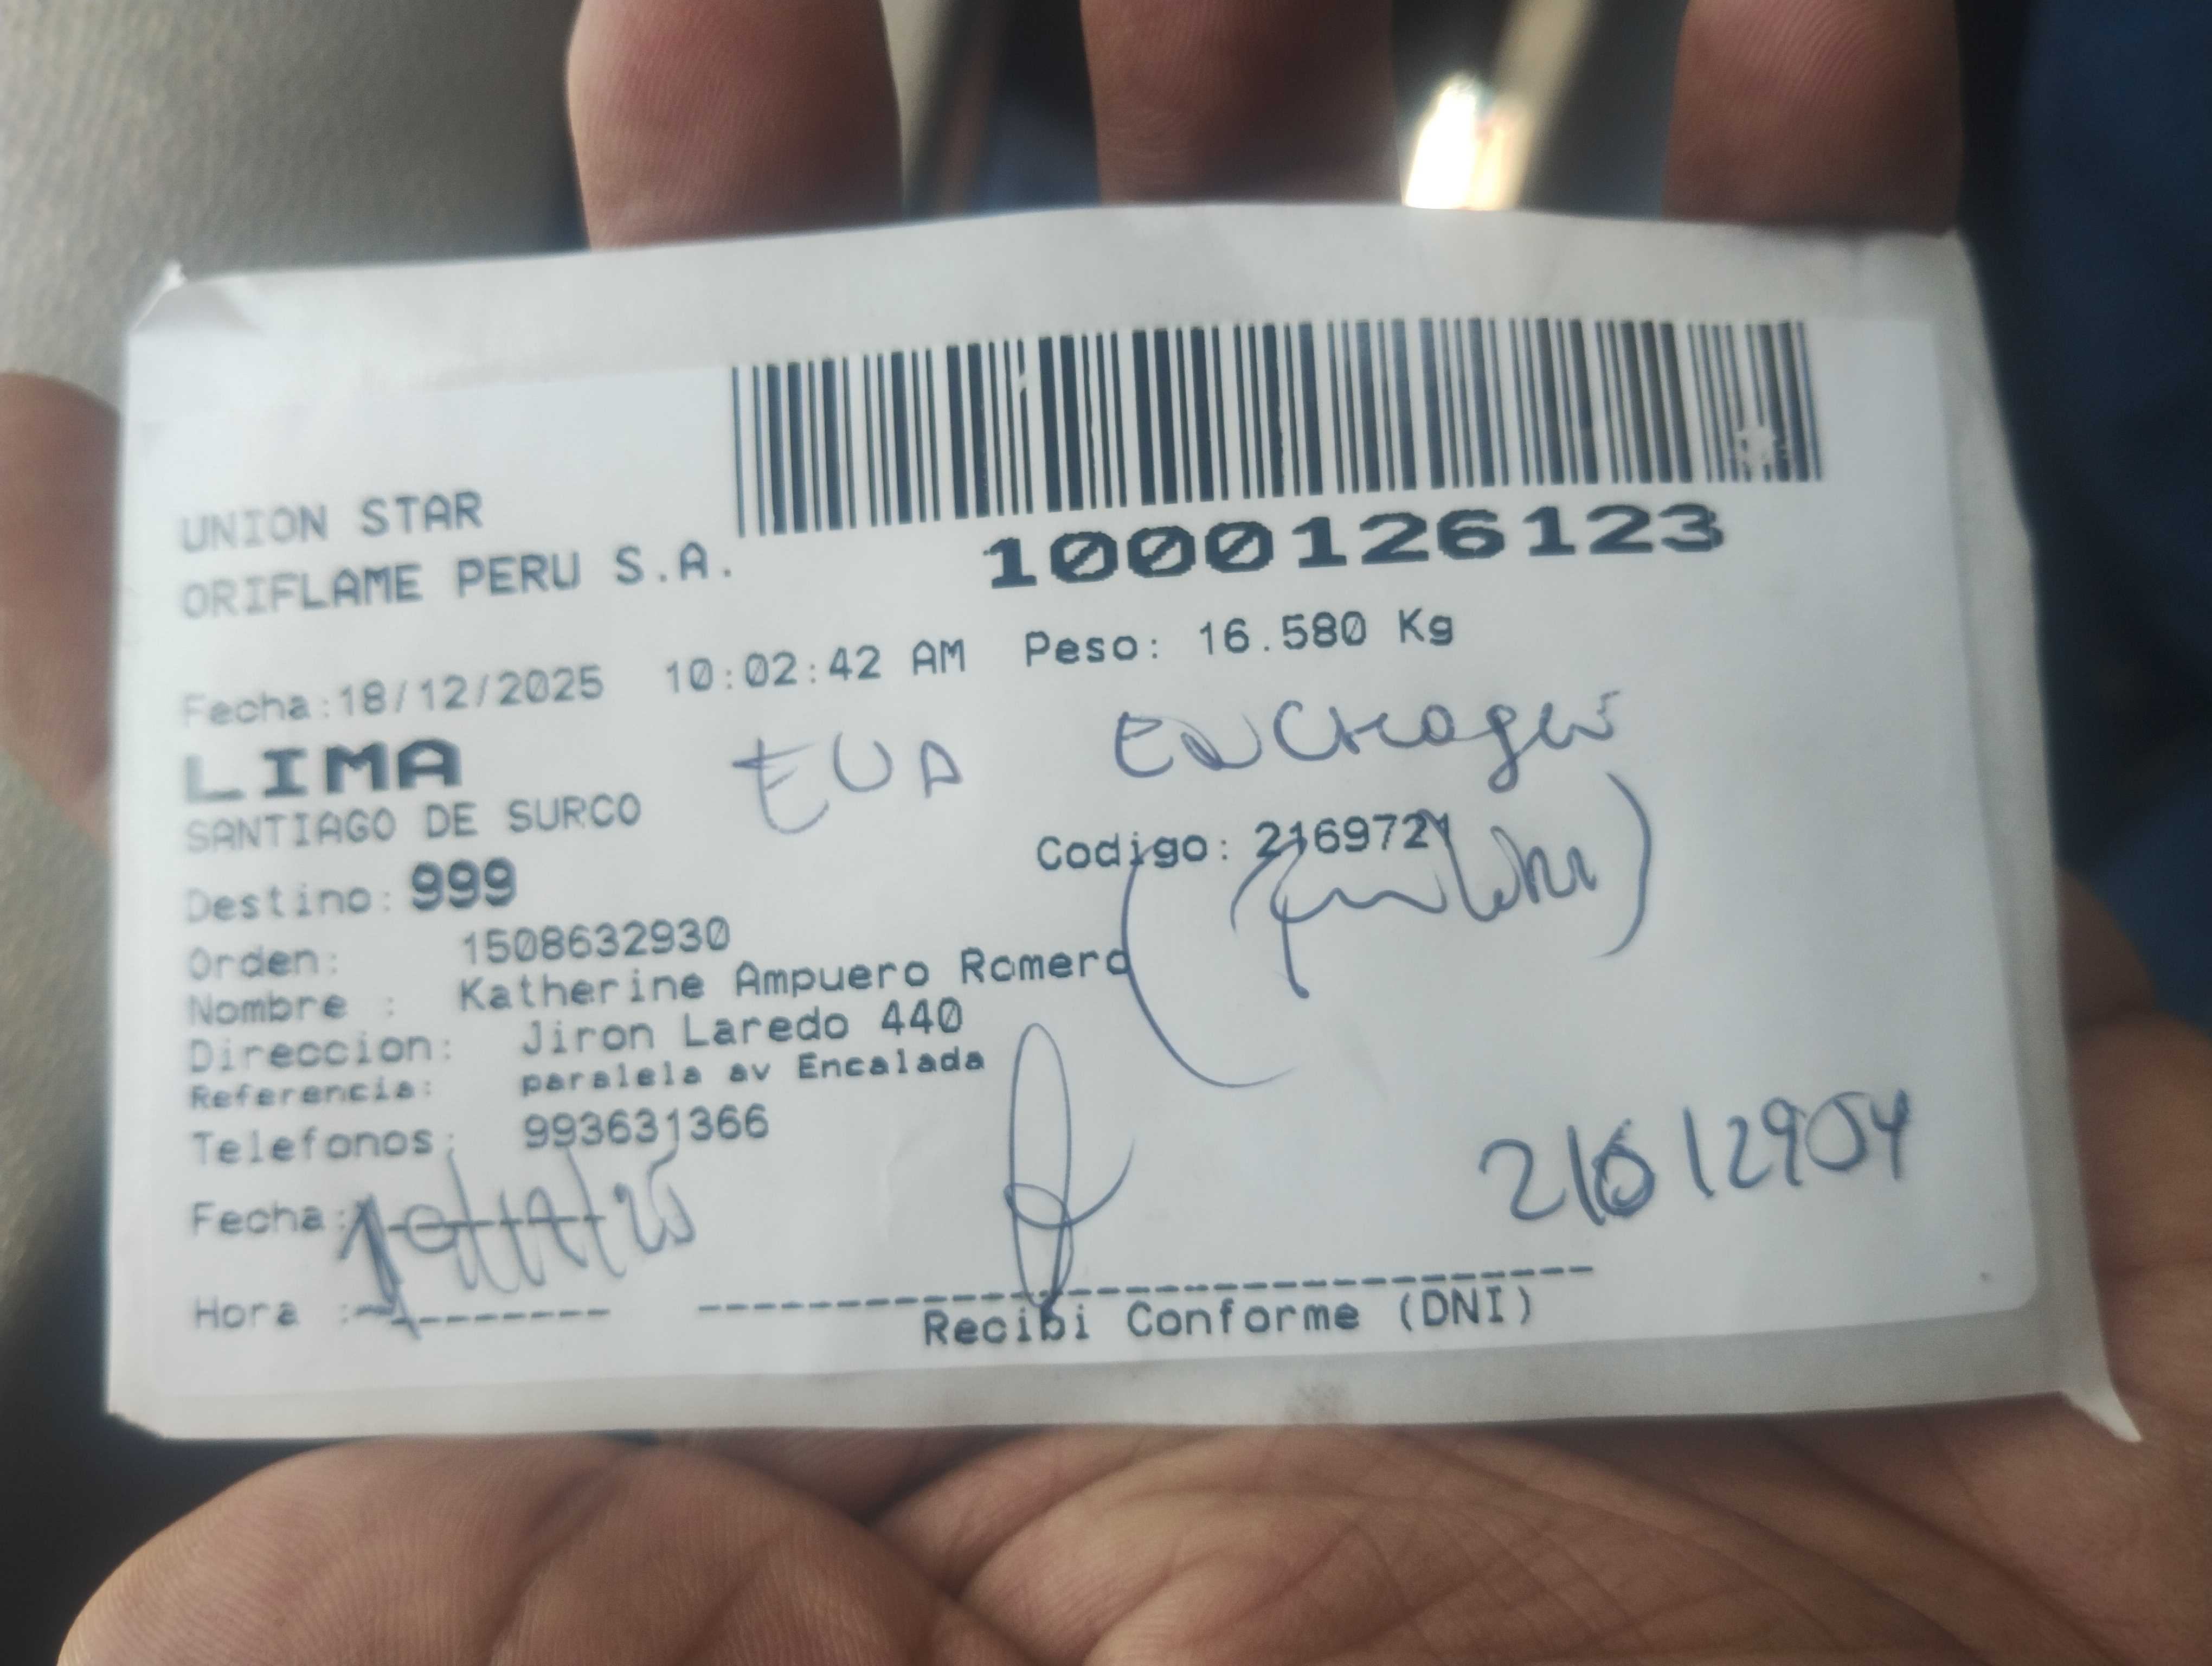 UNION STAR
ORIFLAME PERU S.A.
1000126123
Fecha:18/12/2025 10:02:42 AM Peso: 16.580 Kg
LIMA
EVA
SANTIAGO DE SURCO
Codigo: 2169721
Destino: 999
Orden: 1508632930
Nombre : Katherine Ampuero Romero
Direccion: Jiron Laredo 440
Referencia: paralela av Encalada
Telefonos: 993631366
Fecha:
Hora :
Recibi Conforme (DNI)